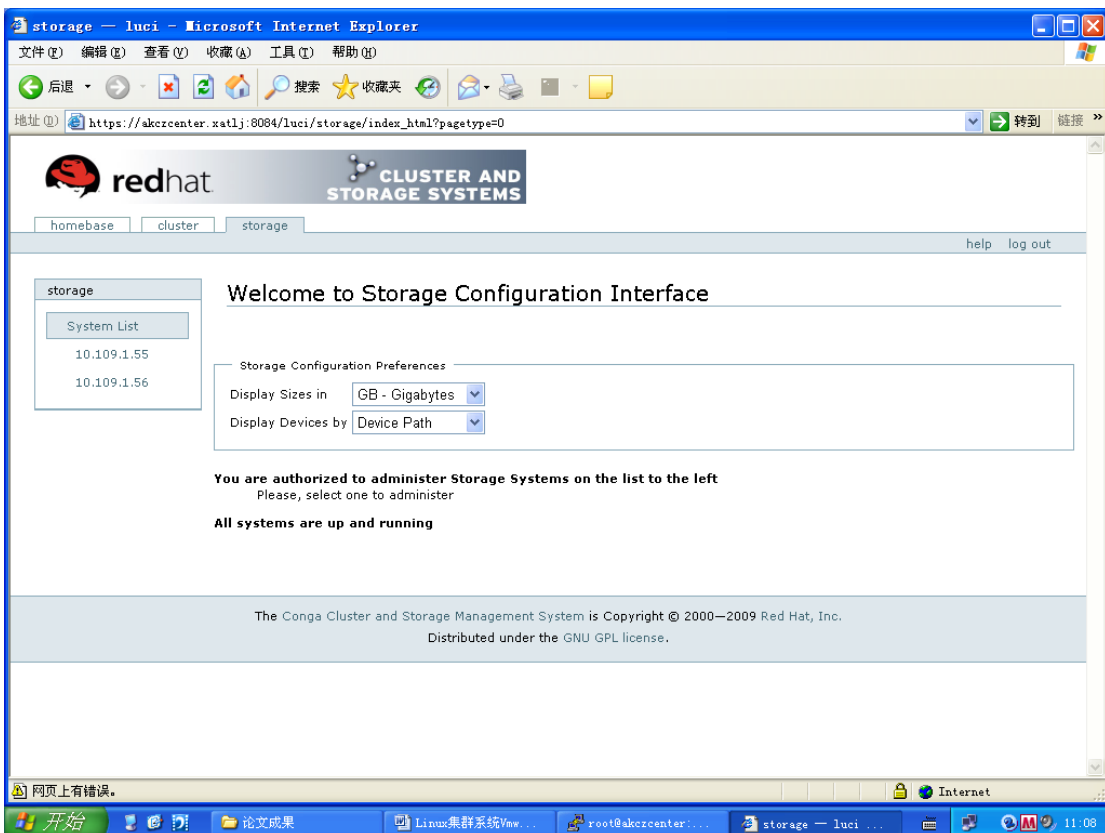 storage — luci - Microsoft Internet Explorer
文件(F) 编辑(E) 查看(V) 收藏(A) 工具(T) 帮助(H)
后退 搜索 收藏夹
地址(D) https://akczcenter.xatlj:8084/luci/storage/index_html?pagetype=0 转到 链接 »
redhat.
CLUSTER AND
STORAGE SYSTEMS
homebase cluster storage
help log out
storage
System List
10.109.1.55
10.109.1.56
Welcome to Storage Configuration Interface
Storage Configuration Preferences
Display Sizes in GB - Gigabytes
Display Devices by Device Path
You are authorized to administer Storage Systems on the list to the left
Please, select one to administer
All systems are up and running
The Conga Cluster and Storage Management System is Copyright © 2000—2009 Red Hat, Inc.
Distributed under the GNU GPL license.
网页上有错误。 Internet
开始 论文成果 Linux集群系统Vmw... root@akczcenter:... storage — luci ... 11:08